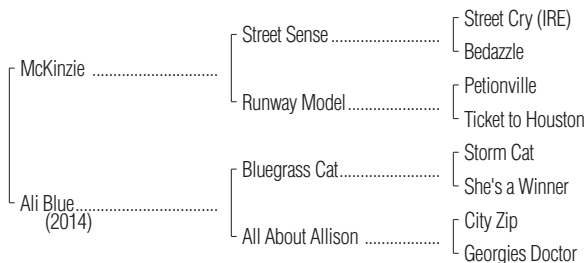 Street Cry (IRE)
Street Sense ..............................
Bedazzle
McKinzie ...................................
Petionville
Runway Model .........................
Ticket to Houston
Storm Cat
Bluegrass Cat ...........................
She's a Winner
Ali Blue .......................................
(2014)
City Zip
All About Allison .....................
Georgies Doctor